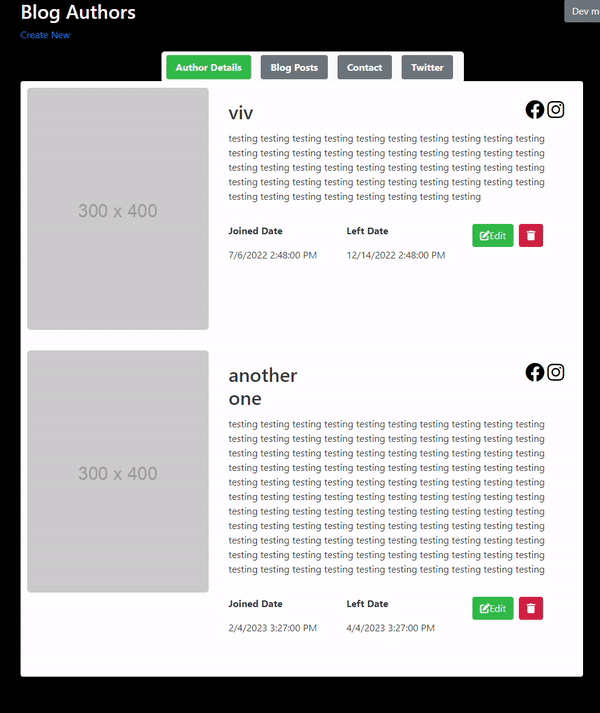 Blog Authors
Dev m
Create New
Author Details Blog Posts Contact Twitter
300 x 400
viv
testing testing testing testing testing testing testing testing testing testing
testing testing testing testing testing testing testing testing testing testing
testing testing testing testing testing testing testing testing testing testing
testing testing testing testing testing testing testing testing testing testing
testing testing testing testing testing testing testing testing
Joined Date Left Date
Edit
7/6/2022 2:48:00 PM 12/14/2022 2:48:00 PM
300 x 400
another
one
testing testing testing testing testing testing testing testing testing testing
testing testing testing testing testing testing testing testing testing testing
testing testing testing testing testing testing testing testing testing testing
testing testing testing testing testing testing testing testing testing testing
testing testing testing testing testing testing testing testing testing testing
testing testing testing testing testing testing testing testing testing testing
testing testing testing testing testing testing testing testing testing testing
testing testing testing testing testing testing testing testing testing testing
testing testing testing testing testing testing testing testing testing testing
testing testing testing testing testing testing testing testing testing testing
testing testing testing testing testing testing testing testing testing testing
Joined Date Left Date
Edit
2/4/2023 3:27:00 PM 4/4/2023 3:27:00 PM